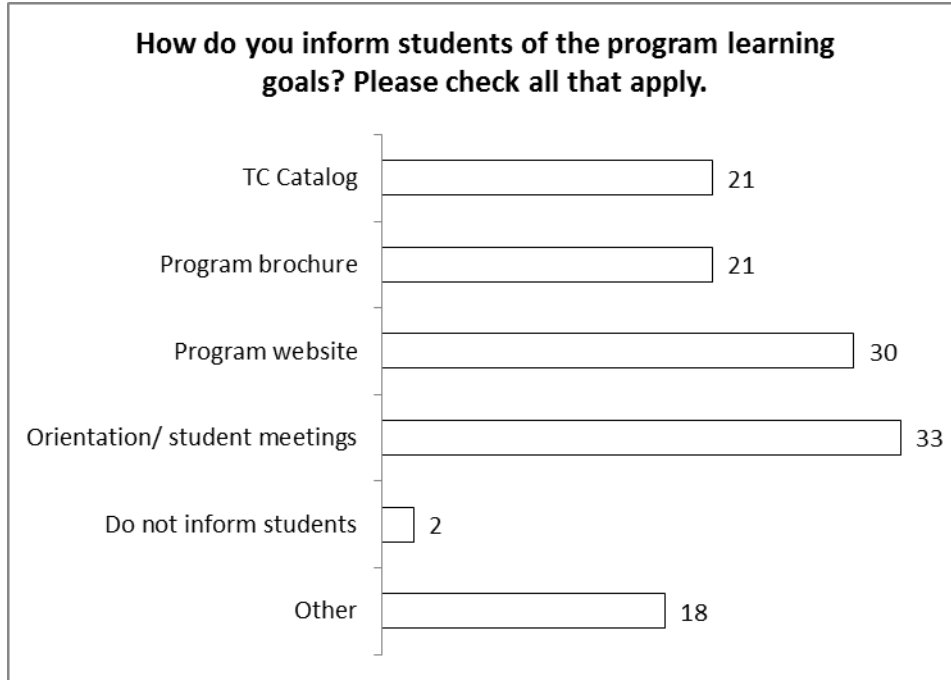 How do you inform students of the program learning
goals? Please check all that apply.
TC Catalog 21
Program brochure 21
Program website 30
Orientation/ student meetings 33
Do not inform students 2
Other 18